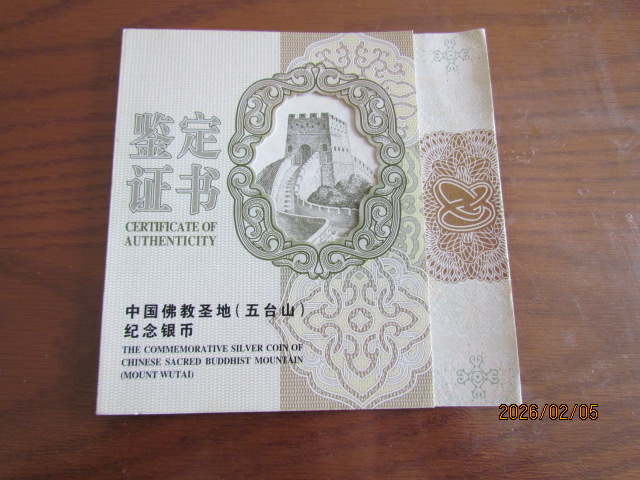 鉴定
证书
CERTIFICATE OF
AUTHENTICITY
中国佛教圣地(五台山)
纪念银币
THE COMMEMORATIVE SILVER COIN OF
CHINESE SACRED BUDDHIST MOUNTAIN
(MOUNT WUTAI)
2026/02/05